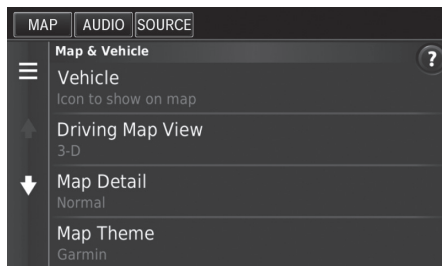 MAP AUDIO SOURCE
Map & Vehicle
?
Vehicle
Icon to show on map
Driving Map View
3-D
Map Detail
Normal
Map Theme
Garmin